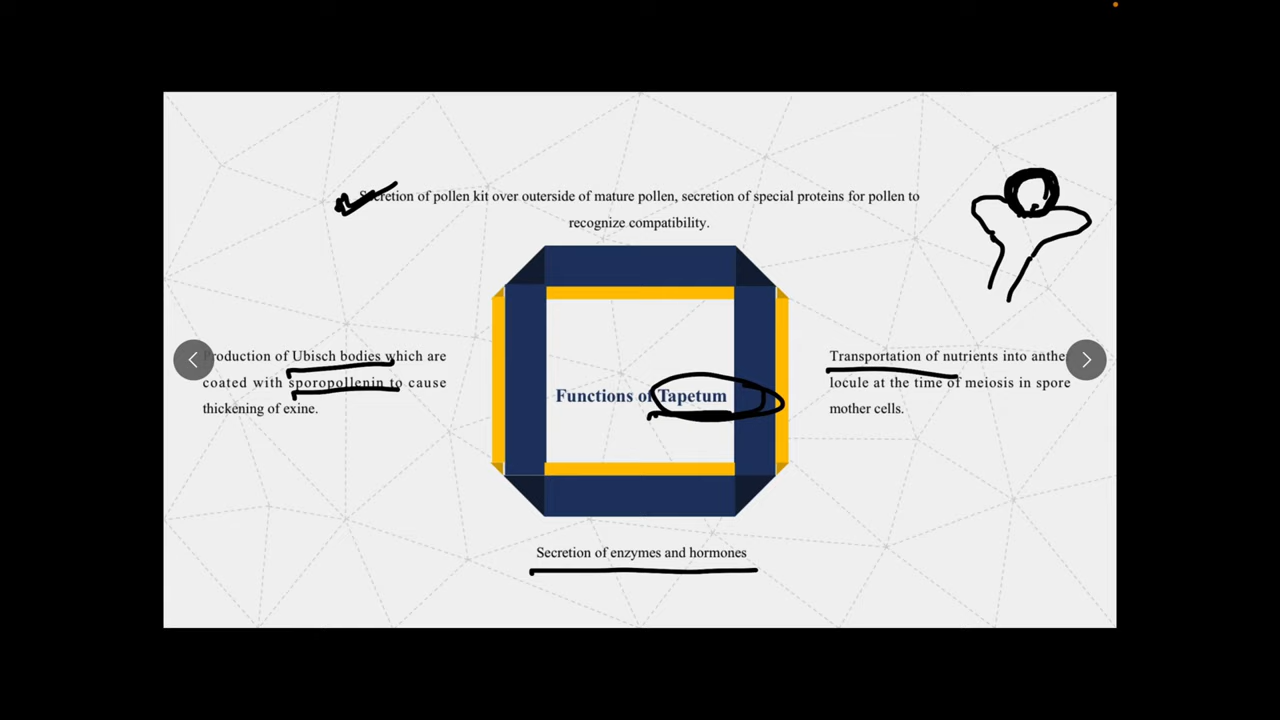 Secretion of pollen kit over outerside of mature pollen, secretion of special proteins for pollen to
recognize compatibility.
Production of Ubisch bodies which are
coated with sporopollenin to cause
thickening of exine.
Functions of Tapetum
Transportation of nutrients into anther
locule at the time of meiosis in spore
mother cells.
Secretion of enzymes and hormones